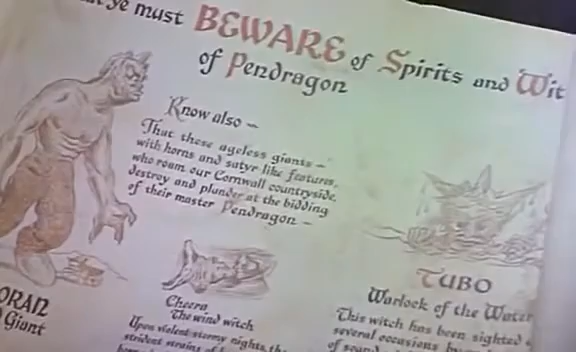 ye must BEWARE of Spirits and Wit
of Pendragon
Know also —
That these ageless giants —
with horns and satyr like features,
who roam our Cornwall countryside,
destroy and plunder at the bidding
of their master Pendragon —
ORAN
Giant
Cheera
The wind witch
Upon violent stormy nights, the
strident strains of
TUBO
Warlock of the Water
This witch has been sighted
several occasions
of sound